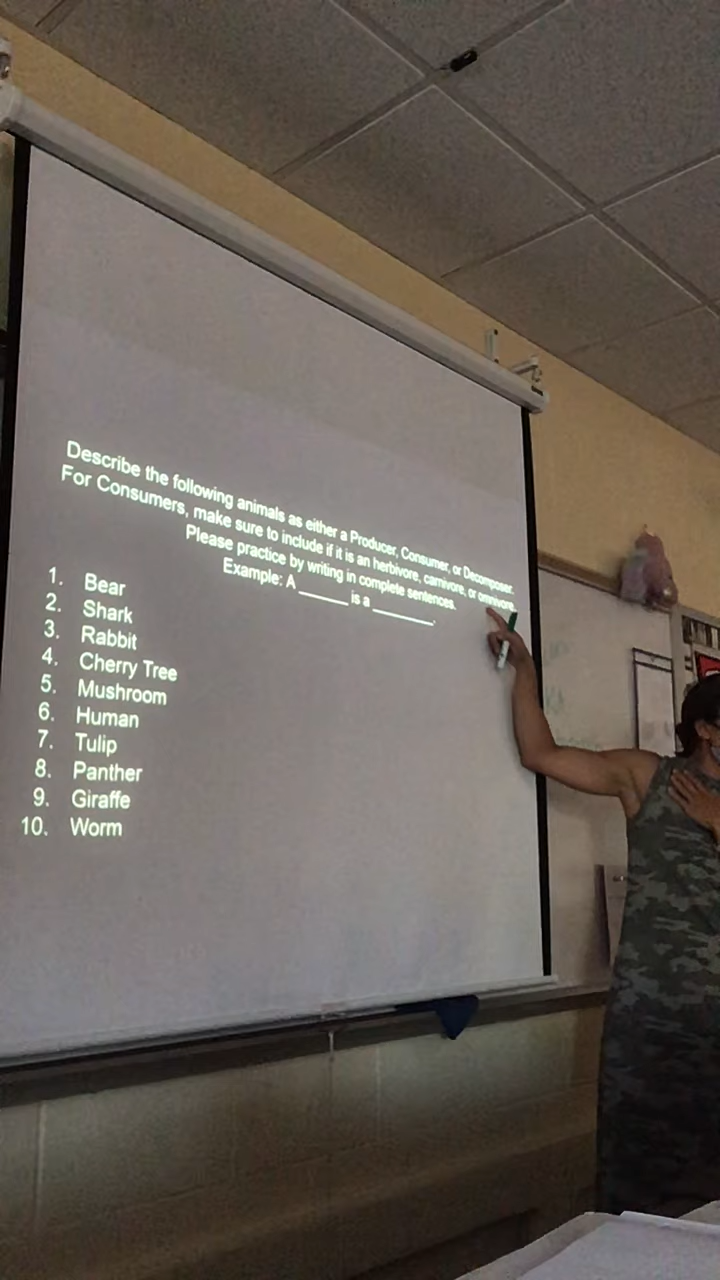 Describe the following animals as either a Producer, Consumer, or Decomposer.
For Consumers, make sure to include if it is an herbivore, carnivore, or omnivore.
Please practice by writing in complete sentences.
Example: A ______ is a ________.
1. Bear
2. Shark
3. Rabbit
4. Cherry Tree
5. Mushroom
6. Human
7. Tulip
8. Panther
9. Giraffe
10. Worm